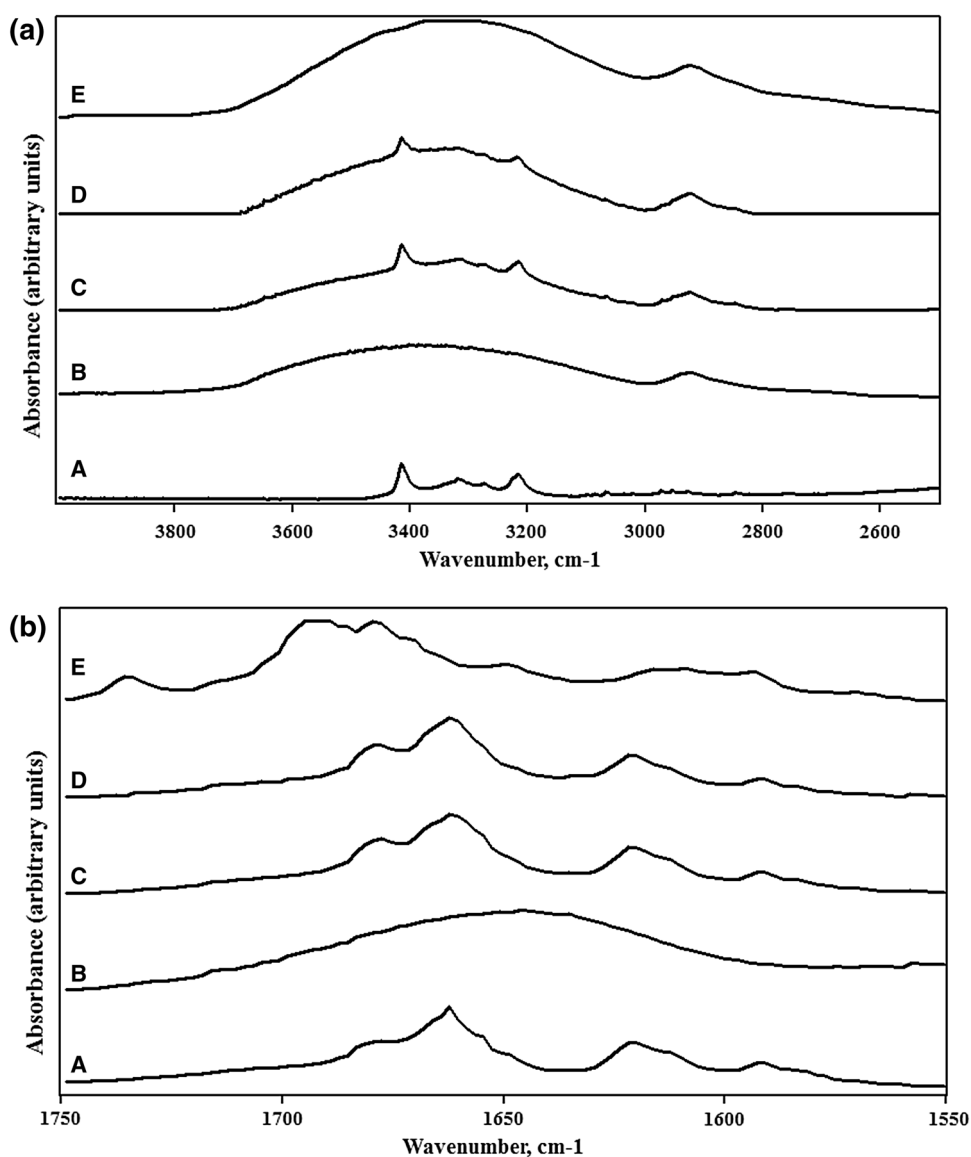 (a)
Absorbance (arbitrary units)
E
D
C
B
A
3800 3600 3400 3200 3000 2800 2600
Wavenumber, cm-1
(b)
Absorbance (arbitrary units)
E
D
C
B
A
1750 1700 1650 1600 1550
Wavenumber, cm-1